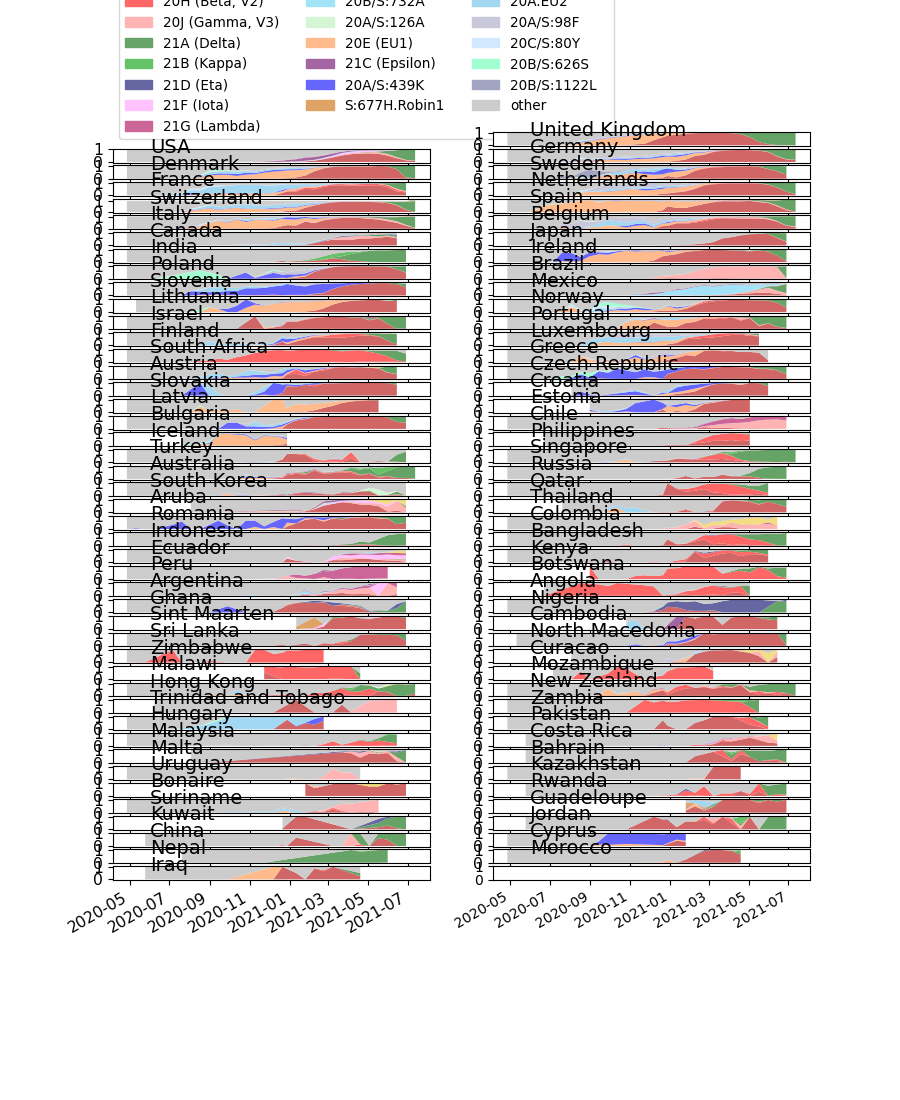 20H (Beta, V2) 20B/S:732A 20A.EU2
20J (Gamma, V3) 20A/S:126A 20A/S:98F
21A (Delta) 20E (EU1) 20C/S:80Y
21B (Kappa) 21C (Epsilon) 20B/S:626S
21D (Eta) 20A/S:439K 20B/S:1122L
21F (Iota) S:677H.Robin1 other
21G (Lambda)
USA
Denmark
France
Switzerland
Italy
Canada
India
Poland
Slovenia
Lithuania
Israel
Finland
South Africa
Austria
Slovakia
Latvia
Bulgaria
Iceland
Turkey
Australia
South Korea
Aruba
Romania
Indonesia
Ecuador
Peru
Argentina
Ghana
Sint Maarten
Sri Lanka
Zimbabwe
Malawi
Hong Kong
Trinidad and Tobago
Hungary
Malaysia
Malta
Uruguay
Bonaire
Suriname
Kuwait
China
Nepal
Iraq
2020-05 2020-07 2020-09 2020-11 2021-01 2021-03 2021-05 2021-07
United Kingdom
Germany
Sweden
Netherlands
Spain
Belgium
Japan
Ireland
Brazil
Mexico
Norway
Portugal
Luxembourg
Greece
Czech Republic
Croatia
Estonia
Chile
Philippines
Singapore
Russia
Qatar
Thailand
Colombia
Bangladesh
Kenya
Botswana
Angola
Nigeria
Cambodia
North Macedonia
Curacao
Mozambique
New Zealand
Zambia
Pakistan
Costa Rica
Bahrain
Kazakhstan
Rwanda
Guadeloupe
Jordan
Cyprus
Morocco
2020-05 2020-07 2020-09 2020-11 2021-01 2021-03 2021-05 2021-07